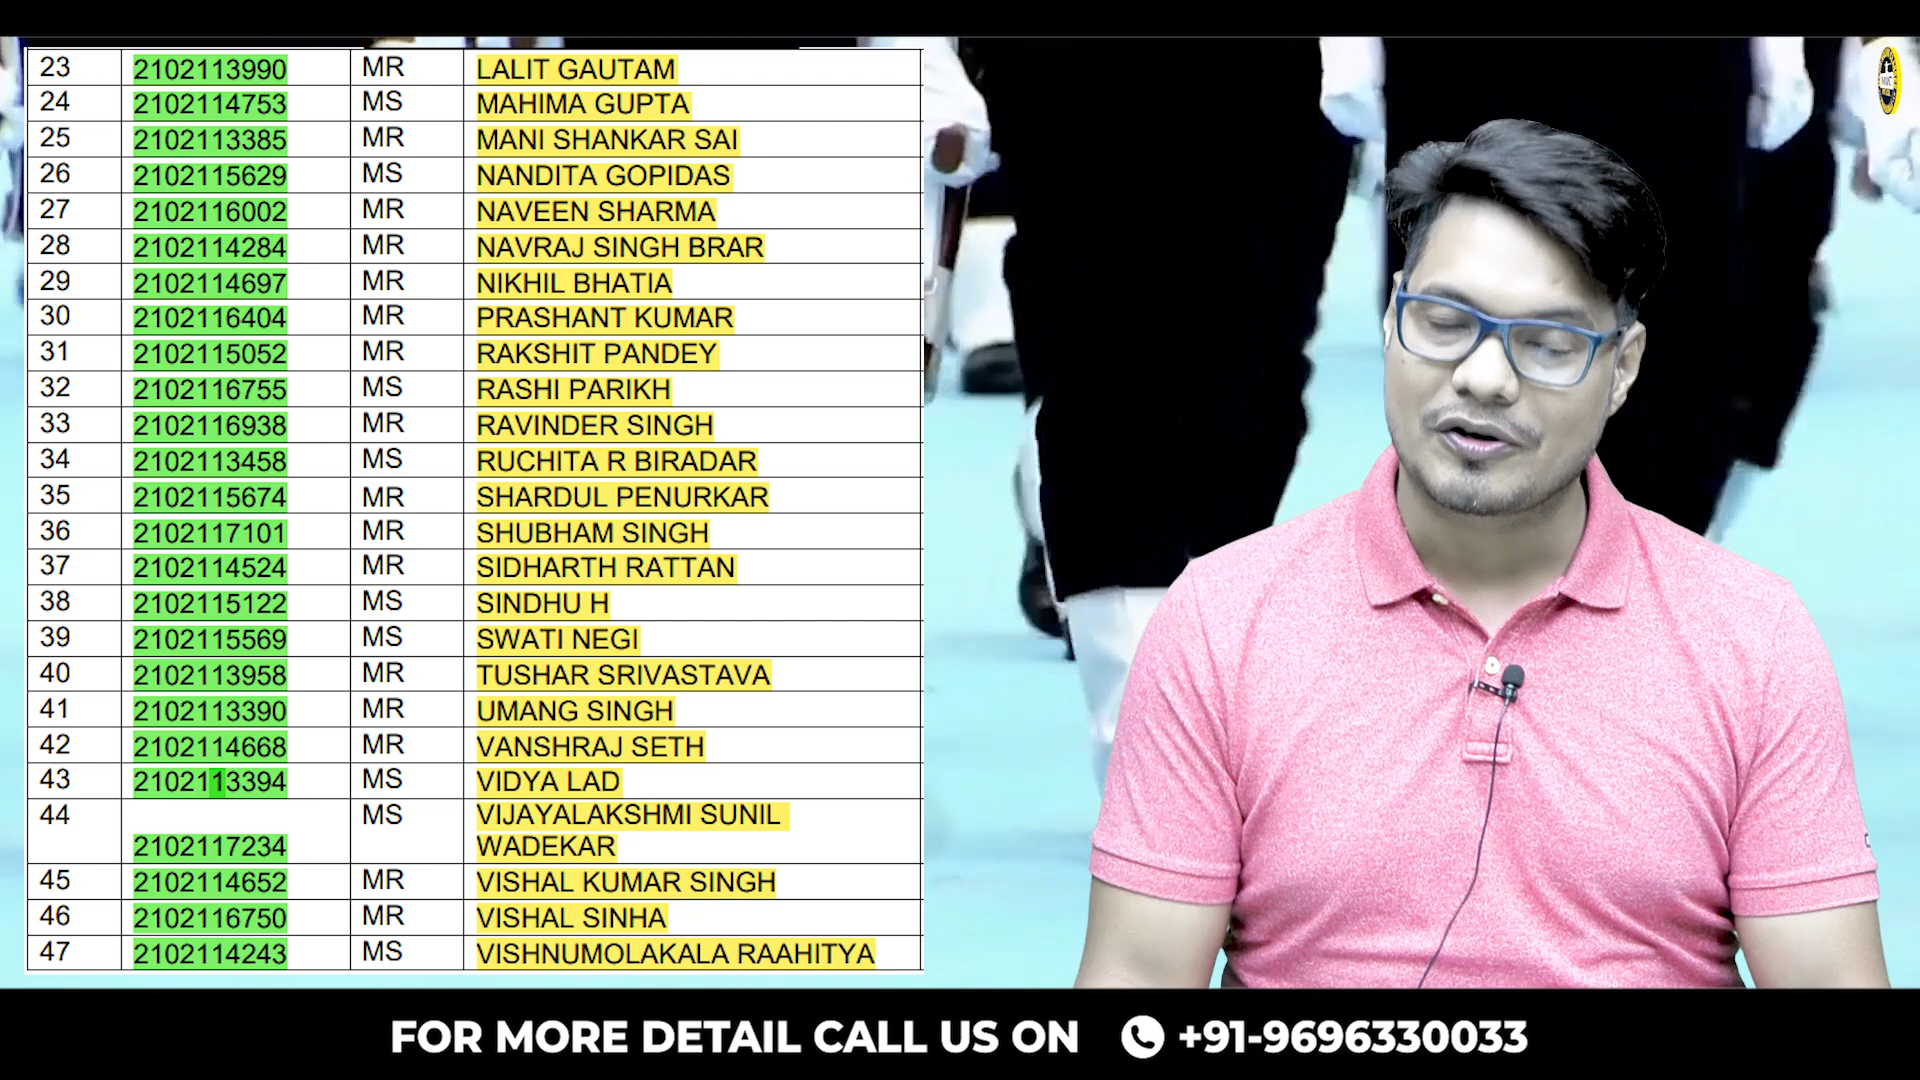 23 2102113990 MR LALIT GAUTAM
24 2102114753 MS MAHIMA GUPTA
25 2102113385 MR MANI SHANKAR SAI
26 2102115629 MS NANDITA GOPIDAS
27 2102116002 MR NAVEEN SHARMA
28 2102114284 MR NAVRAJ SINGH BRAR
29 2102114697 MR NIKHIL BHATIA
30 2102116404 MR PRASHANT KUMAR
31 2102115052 MR RAKSHIT PANDEY
32 2102116755 MS RASHI PARIKH
33 2102116938 MR RAVINDER SINGH
34 2102113458 MS RUCHITA R BIRADAR
35 2102115674 MR SHARDUL PENURKAR
36 2102117101 MR SHUBHAM SINGH
37 2102114524 MR SIDHARTH RATTAN
38 2102115122 MS SINDHU H
39 2102115569 MS SWATI NEGI
40 2102113958 MR TUSHAR SRIVASTAVA
41 2102113390 MR UMANG SINGH
42 2102114668 MR VANSHRAJ SETH
43 2102113394 MS VIDYA LAD
44 MS VIJAYALAKSHMI SUNIL
2102117234 WADEKAR
45 2102114652 MR VISHAL KUMAR SINGH
46 2102116750 MR VISHAL SINHA
47 2102114243 MS VISHNUMOLAKALA RAAHITYA
FOR MORE DETAIL CALL US ON +91-9696330033